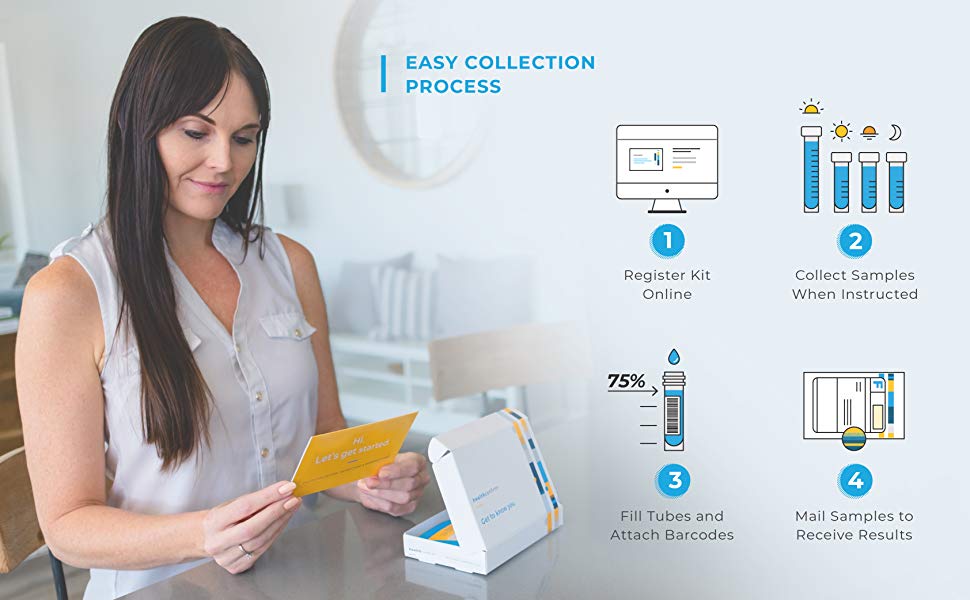 EASY COLLECTION
PROCESS
1
Register Kit
Online
2
Collect Samples
When Instructed
75%
3
Fill Tubes and
Attach Barcodes
F
4
Mail Samples to
Receive Results
Hi,
Let's get started
Get to know you